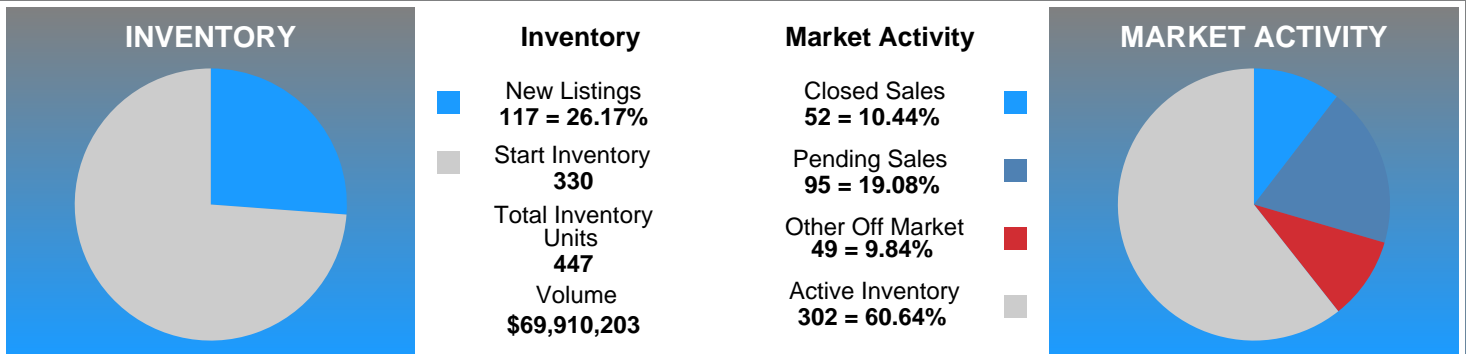 INVENTORY
Inventory
New Listings
117 = 26.17%
Start Inventory
330
Total Inventory
Units
447
Volume
$69,910,203
Market Activity
Closed Sales
52 = 10.44%
Pending Sales
95 = 19.08%
Other Off Market
49 = 9.84%
Active Inventory
302 = 60.64%
MARKET ACTIVITY